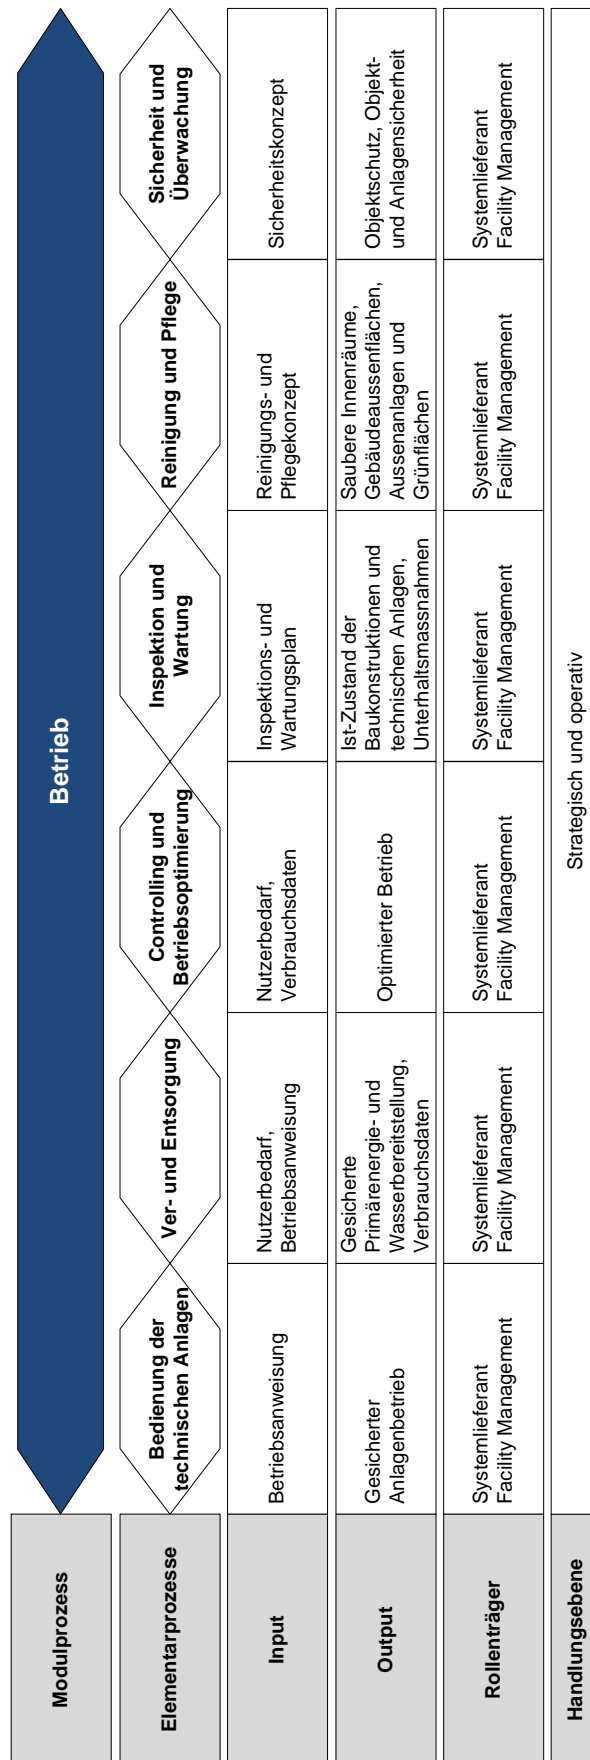 Modulprozess
Betrieb
Elementarprozesse
Bedienung der
technischen Anlagen
Ver- und Entsorgung
Controlling und
Betriebsoptimierung
Inspektion und
Wartung
Reinigung und Pflege
Sicherheit und
Überwachung
Input
Betriebsanweisung
Nutzerbedarf,
Betriebsanweisung
Nutzerbedarf,
Verbrauchsdaten
Inspektions- und
Wartungsplan
Reinigungs- und
Pflegekonzept
Sicherheitskonzept
Output
Gesicherter
Anlagenbetrieb
Gesicherte
Primärenergie- und
Wasserbereitstellung,
Verbrauchsdaten
Optimierter Betrieb
Ist-Zustand der
Baukonstruktionen und
technischen Anlagen,
Unterhaltsmassnahmen
Saubere Innenräume,
Gebäudeaussenflächen,
Aussenanlagen und
Grünflächen
Objektschutz, Objekt-
und Anlagensicherheit
Rollenträger
Systemlieferant
Facility Management
Systemlieferant
Facility Management
Systemlieferant
Facility Management
Systemlieferant
Facility Management
Systemlieferant
Facility Management
Systemlieferant
Facility Management
Handlungsebene
Strategisch und operativ